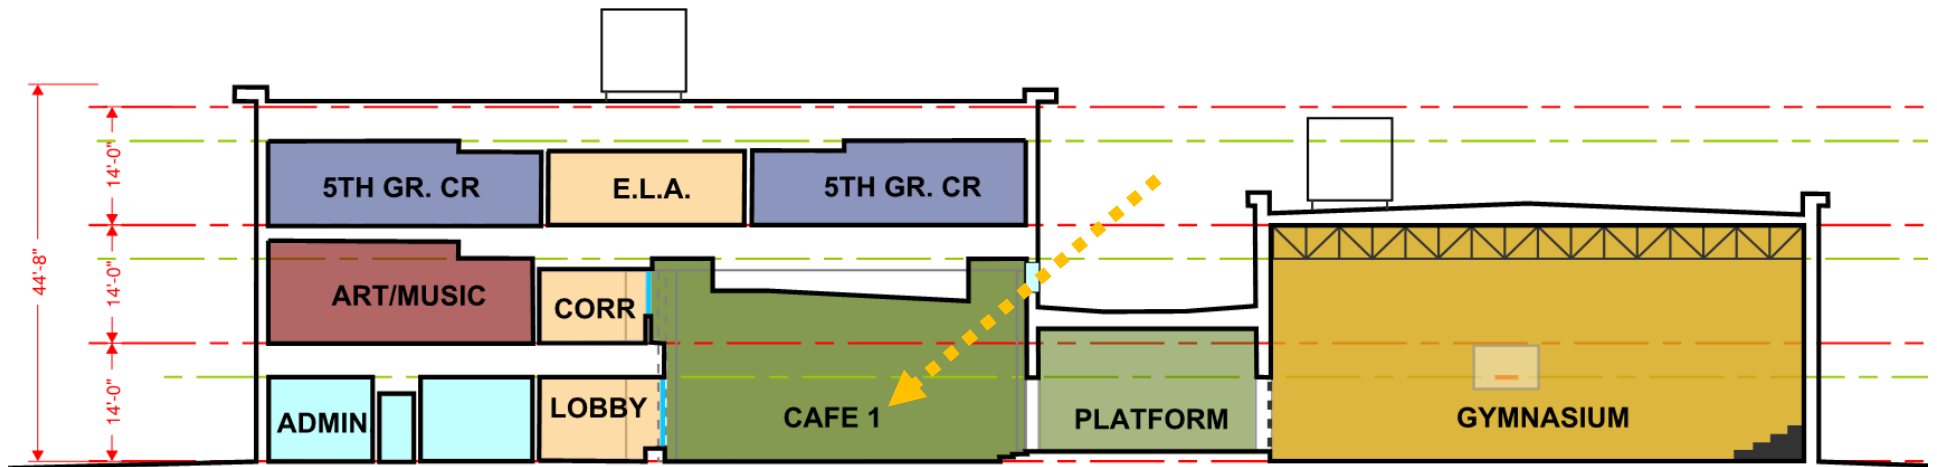 44'-8"
14'-0"
14'-0"
14'-0"
5TH GR. CR
E.L.A.
5TH GR. CR
ART/MUSIC
CORR
ADMIN
LOBBY
CAFE 1
PLATFORM
GYMNASIUM